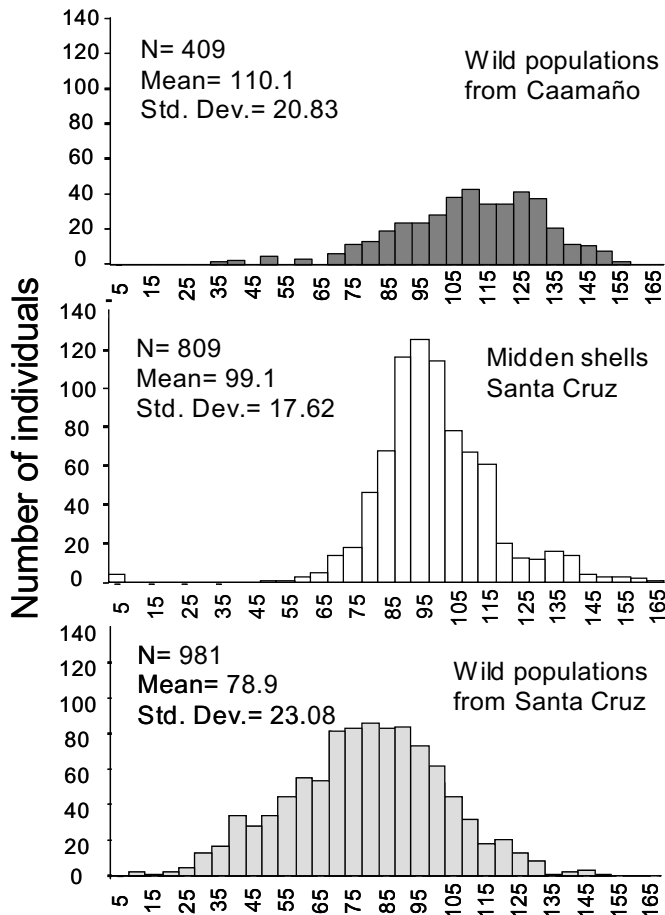 Number of individuals
140
120
100
80
60
40
20
0
N= 409
Mean= 110.1
Std. Dev.= 20.83
Wild populations
from Caamaño
5 15 25 35 45 55 65 75 85 95 105 115 125 135 145 155 165
140
120
100
80
60
40
20
0
N= 809
Mean= 99.1
Std. Dev.= 17.62
Midden shells
Santa Cruz
5 15 25 35 45 55 65 75 85 95 105 115 125 135 145 155 165
140
120
100
80
60
40
20
0
N= 981
Mean= 78.9
Std. Dev.= 23.08
Wild populations
from Santa Cruz
5 15 25 35 45 55 65 75 85 95 105 115 125 135 145 155 165